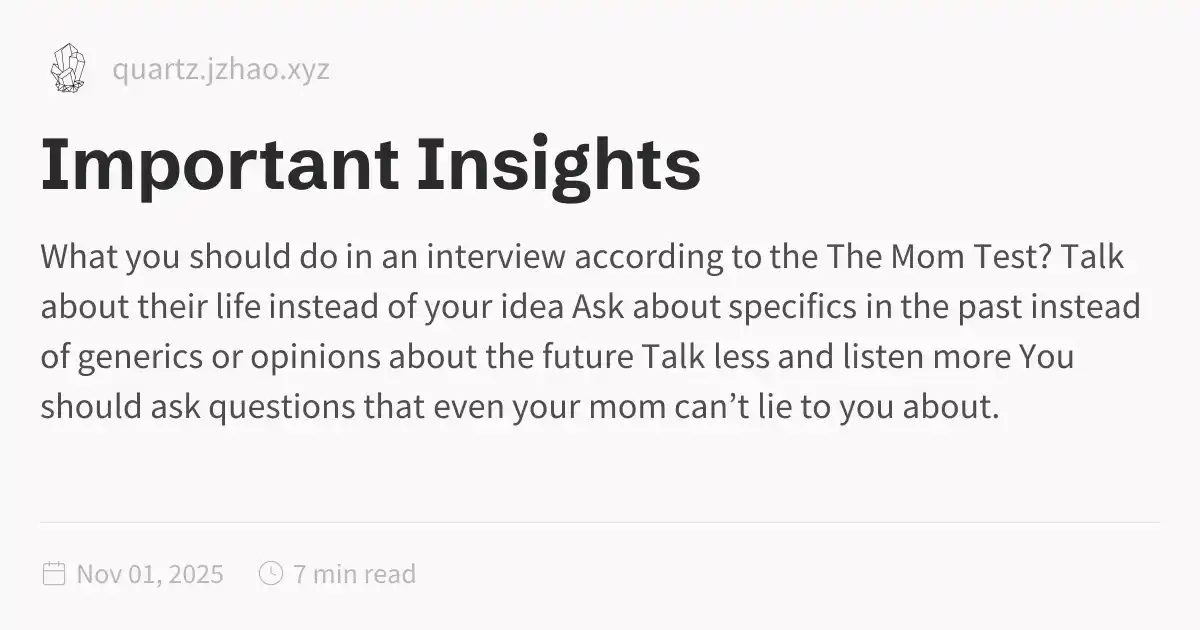 quartz.jzhao.xyz
Important Insights
What you should do in an interview according to the The Mom Test? Talk
about their life instead of your idea Ask about specifics in the past instead
of generics or opinions about the future Talk less and listen more You
should ask questions that even your mom can’t lie to you about.
Nov 01, 2025 7 min read